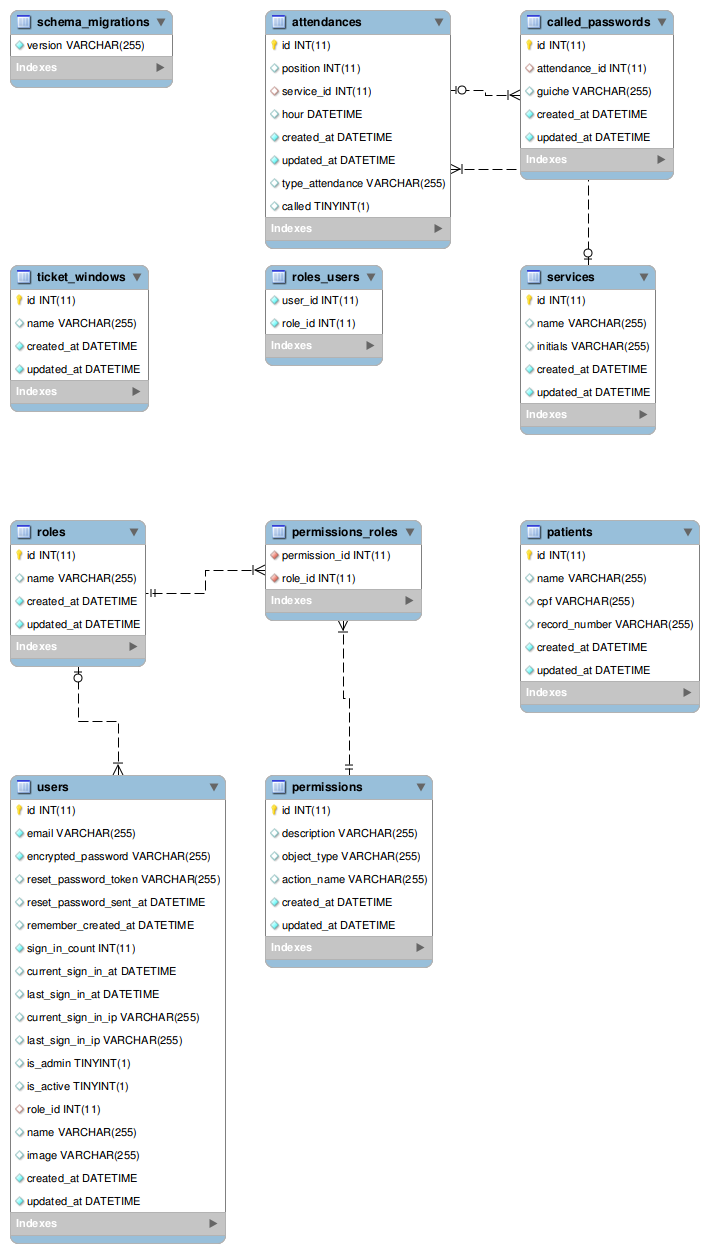 schema_migrations
version VARCHAR(255)
Indexes
attendances
id INT(11)
position INT(11)
service_id INT(11)
hour DATETIME
created_at DATETIME
updated_at DATETIME
type_attendance VARCHAR(255)
called TINYINT(1)
Indexes
called_passwords
id INT(11)
attendance_id INT(11)
guiche VARCHAR(255)
created_at DATETIME
updated_at DATETIME
Indexes
ticket_windows
id INT(11)
name VARCHAR(255)
created_at DATETIME
updated_at DATETIME
Indexes
roles_users
user_id INT(11)
role_id INT(11)
Indexes
services
id INT(11)
name VARCHAR(255)
initials VARCHAR(255)
created_at DATETIME
updated_at DATETIME
Indexes
roles
id INT(11)
name VARCHAR(255)
created_at DATETIME
updated_at DATETIME
Indexes
permissions_roles
permission_id INT(11)
role_id INT(11)
Indexes
patients
id INT(11)
name VARCHAR(255)
cpf VARCHAR(255)
record_number VARCHAR(255)
created_at DATETIME
updated_at DATETIME
Indexes
users
id INT(11)
email VARCHAR(255)
encrypted_password VARCHAR(255)
reset_password_token VARCHAR(255)
reset_password_sent_at DATETIME
remember_created_at DATETIME
sign_in_count INT(11)
current_sign_in_at DATETIME
last_sign_in_at DATETIME
current_sign_in_ip VARCHAR(255)
last_sign_in_ip VARCHAR(255)
is_admin TINYINT(1)
is_active TINYINT(1)
role_id INT(11)
name VARCHAR(255)
image VARCHAR(255)
created_at DATETIME
updated_at DATETIME
Indexes
permissions
id INT(11)
description VARCHAR(255)
object_type VARCHAR(255)
action_name VARCHAR(255)
created_at DATETIME
updated_at DATETIME
Indexes